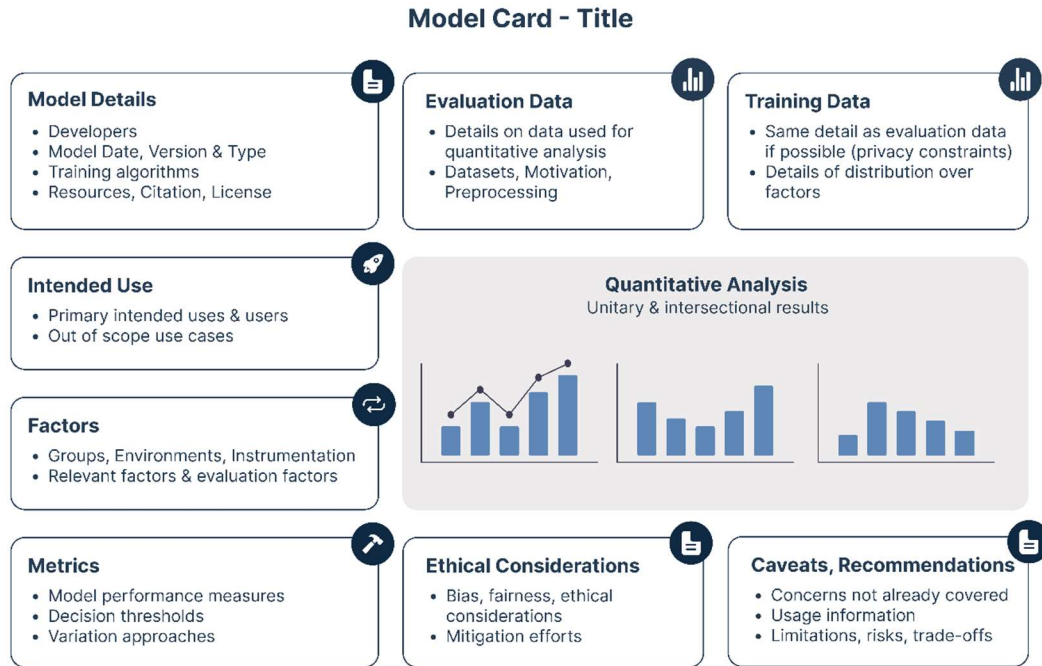 Model Card - Title
Model Details
• Developers
• Model Date, Version & Type
• Training algorithms
• Resources, Citation, License
Evaluation Data
• Details on data used for
quantitative analysis
• Datasets, Motivation,
Preprocessing
Training Data
• Same detail as evaluation data
if possible (privacy constraints)
• Details of distribution over
factors
Intended Use
• Primary intended uses & users
• Out of scope use cases
Quantitative Analysis
Unitary & intersectional results
Factors
• Groups, Environments, Instrumentation
• Relevant factors & evaluation factors
Metrics
• Model performance measures
• Decision thresholds
• Variation approaches
Ethical Considerations
• Bias, fairness, ethical
considerations
• Mitigation efforts
Caveats, Recommendations
• Concerns not already covered
• Usage information
• Limitations, risks, trade-offs